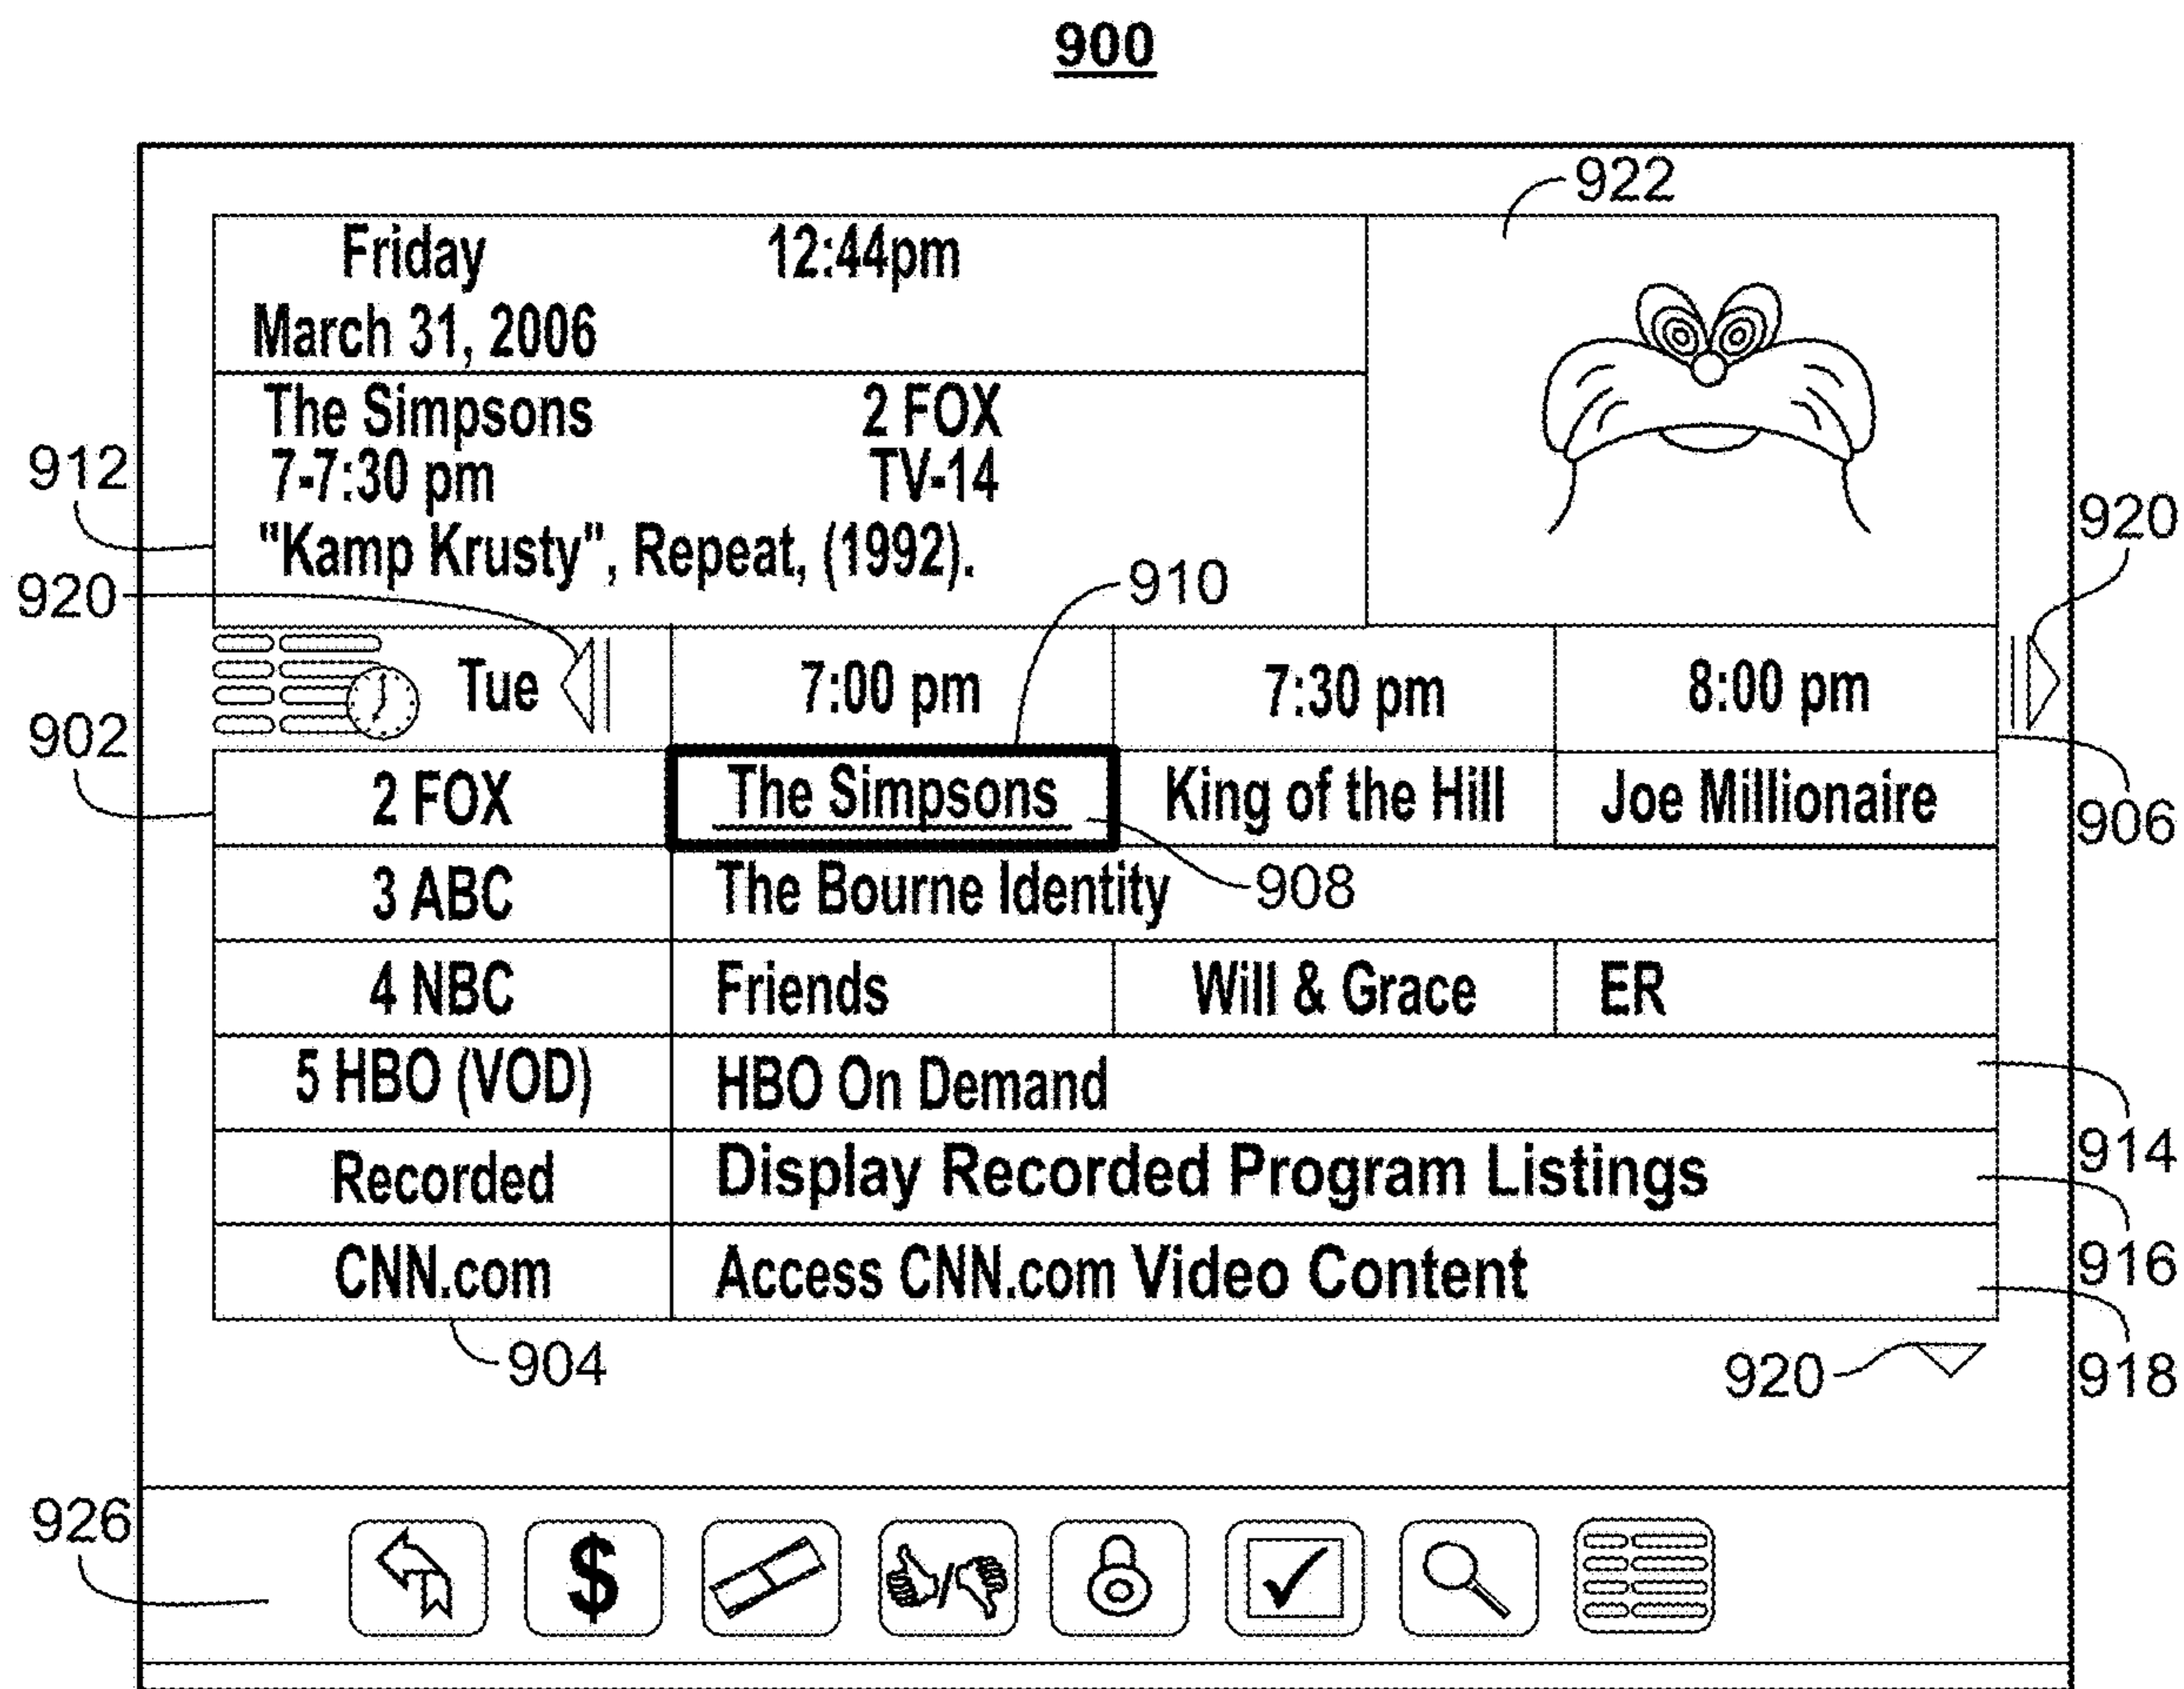 900
922
Friday 12:44pm
March 31, 2006
The Simpsons 2 FOX
7-7:30 pm TV-14
"Kamp Krusty", Repeat, (1992).
912
920
910
920
Tue 7:00 pm 7:30 pm 8:00 pm
902
906
2 FOX The Simpsons King of the Hill Joe Millionaire
3 ABC The Bourne Identity
908
4 NBC Friends Will & Grace ER
5 HBO (VOD) HBO On Demand
914
Recorded Display Recorded Program Listings
916
CNN.com Access CNN.com Video Content
918
904
920
926
$
/